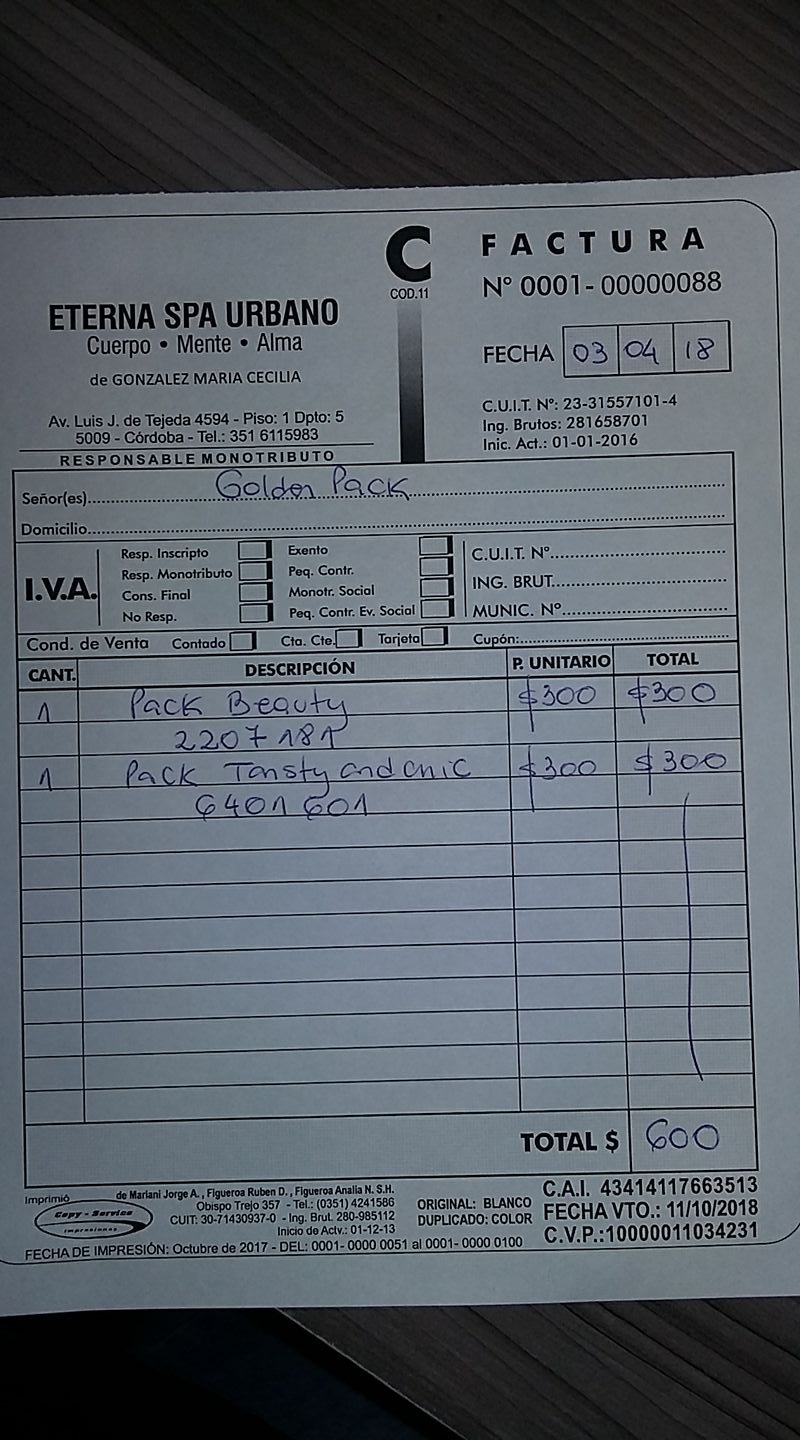 C
COD.11
FACTURA
Nº 0001- 00000088
ETERNA SPA URBANO
Cuerpo • Mente • Alma
de GONZALEZ MARIA CECILIA
FECHA 03 04 18
Av. Luis J. de Tejeda 4594 - Piso: 1 Dpto: 5
5009 - Córdoba - Tel.: 351 6115983
RESPONSABLE MONOTRIBUTO
C.U.I.T. Nº: 23-31557101-4
Ing. Brutos: 281658701
Inic. Act.: 01-01-2016
Señor(es) Golden Pack
Domicilio
I.V.A.
Resp. Inscripto
Resp. Monotributo
Cons. Final
No Resp.
Exento
Peq. Contr.
Monotr. Social
Peq. Contr. Ev. Social
C.U.I.T. Nº
ING. BRUT.
MUNIC. Nº
Cond. de Venta Contado Cta. Cte. Tarjeta Cupón:
CANT. DESCRIPCIÓN P. UNITARIO TOTAL
1 Pack Beauty $300 $300
2207181
1 Pack and chic $300 $300
6401601
TOTAL $ 600
Imprimió
Copy - Service
Impresiones
de Mariani Jorge A., Figueroa Ruben D., Figueroa Analia N. S.H.
Obispo Trejo 357 - Tel.: (0351) 4241586
CUIT: 30-71430937-0 - Ing. Brut. 280-985112
Inicio de Actv.: 01-12-13
ORIGINAL: BLANCO
DUPLICADO: COLOR
C.A.I. 43414117663513
FECHA VTO.: 11/10/2018
C.V.P.:10000011034231
FECHA DE IMPRESIÓN: Octubre de 2017 - DEL: 0001- 0000 0051 al 0001- 0000 0100